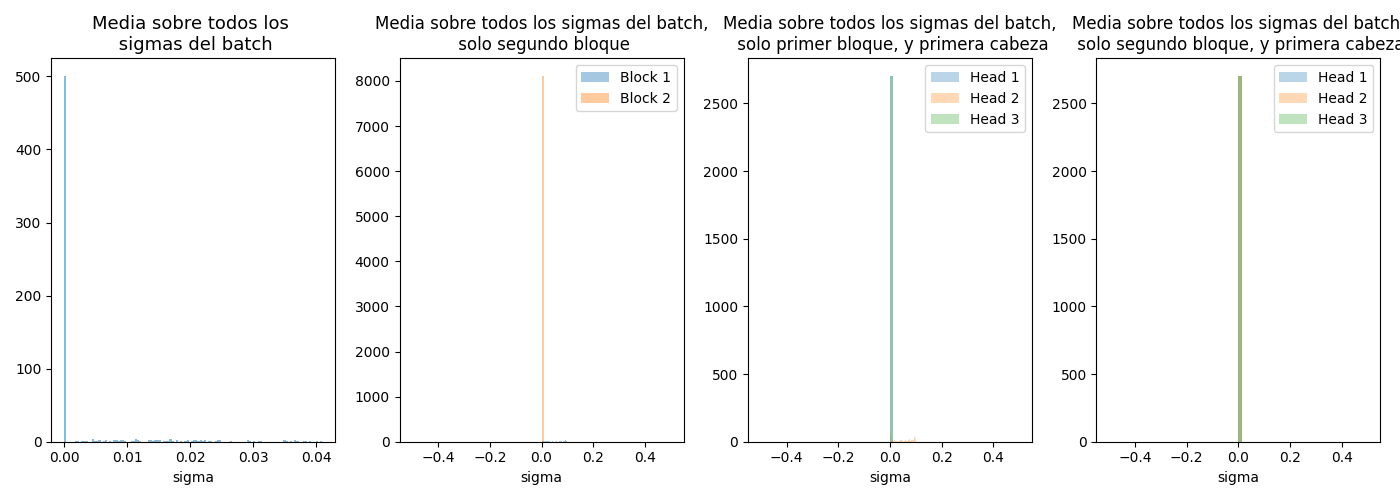 Media sobre todos los
sigmas del batch
500
400
300
200
100
0
0.00 0.01 0.02 0.03 0.04
sigma
Media sobre todos los sigmas del batch,
solo segundo bloque
Block 1
Block 2
8000
7000
6000
5000
4000
3000
2000
1000
0
−0.4 −0.2 0.0 0.2 0.4
sigma
Media sobre todos los sigmas del batch,
solo primer bloque, y primera cabeza
Head 1
Head 2
Head 3
2500
2000
1500
1000
500
0
−0.4 −0.2 0.0 0.2 0.4
sigma
Media sobre todos los sigmas del batch
solo segundo bloque, y primera cabeza
Head 1
Head 2
Head 3
2500
2000
1500
1000
500
0
−0.4 −0.2 0.0 0.2 0.4
sigma